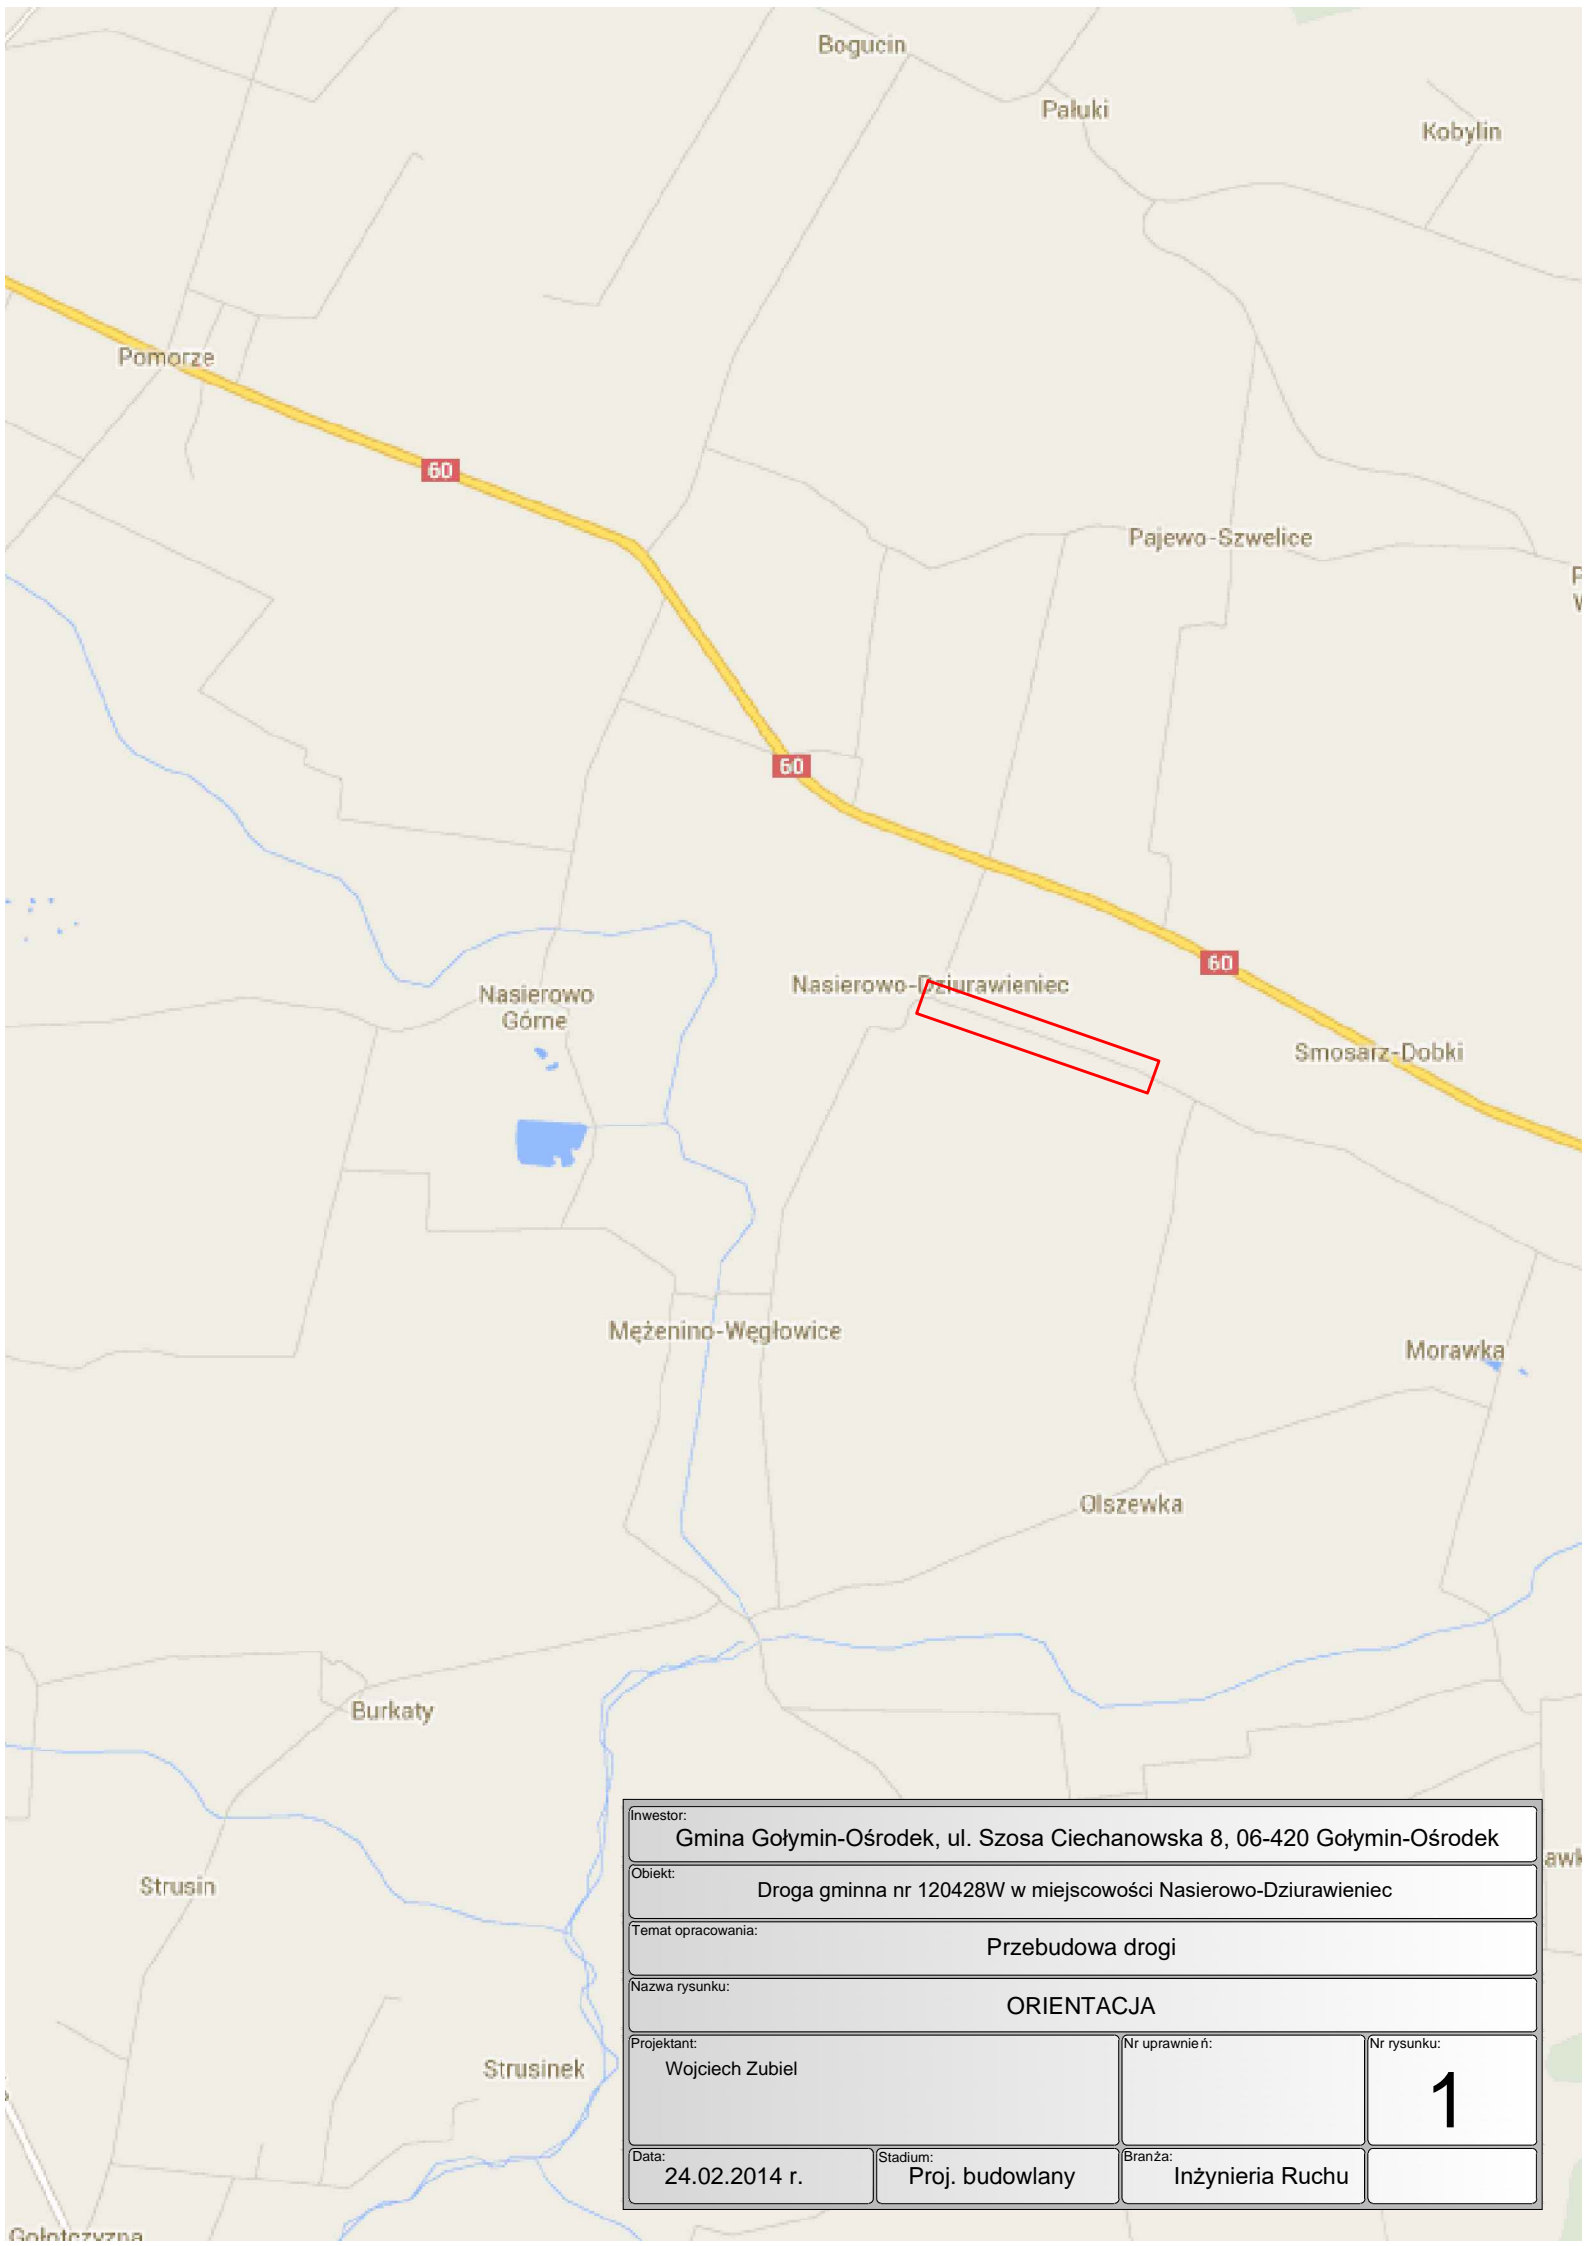 Bogucin
Pałuki
Kobylin
Pomorze
60
Pajewo-Szwelice
60
Nasierowo-Dziurawieniec
60
Nasierowo
Górne
Smosarz-Dobki
Mężenino-Węgłowice
Morawka
Olszewka
Burkaty
Strusin
Strusinek
Gołotczyzna
Inwestor:
Gmina Gołymin-Ośrodek, ul. Szosa Ciechanowska 8, 06-420 Gołymin-Ośrodek
Obiekt:
Droga gminna nr 120428W w miejscowości Nasierowo-Dziurawieniec
Temat opracowania:
Przebudowa drogi
Nazwa rysunku:
ORIENTACJA
Projektant:
Wojciech Zubiel
Nr uprawnień:
Nr rysunku:
1
Data:
24.02.2014 r.
Stadium:
Proj. budowlany
Branża:
Inżynieria Ruchu